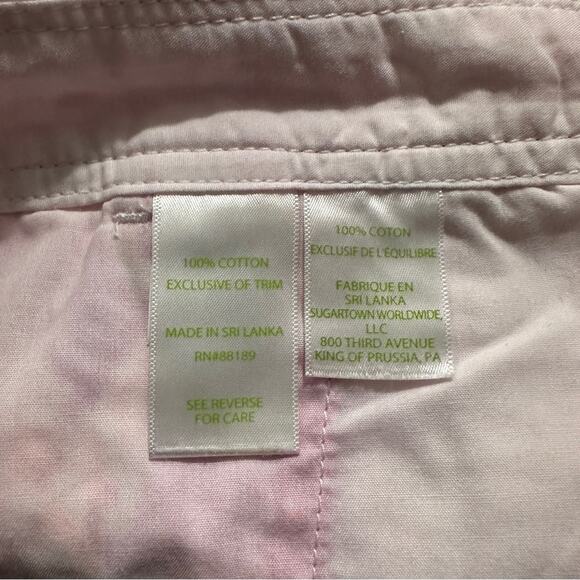 100% COTTON
EXCLUSIVE OF TRIM
MADE IN SRI LANKA
RN#88189
SEE REVERSE
FOR CARE
100% COTON
EXCLUSIF DE L'ÉQUILIBRE
FABRIQUE EN
SRI LANKA
SUGARTOWN WORLDWIDE,
LLC
800 THIRD AVENUE
KING OF PRUSSIA, PA